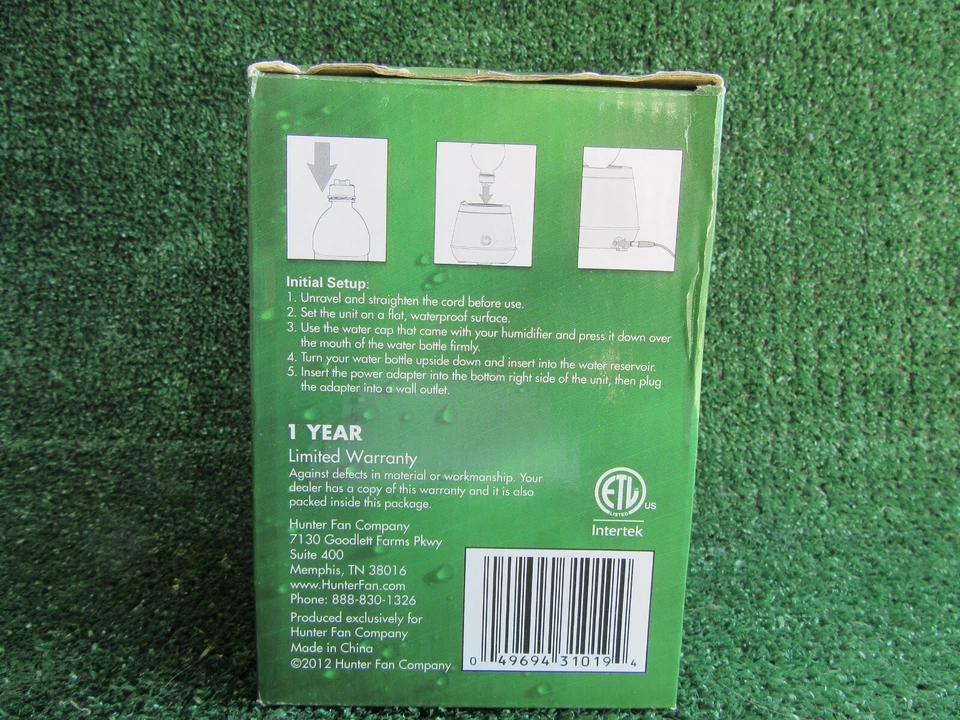 Initial Setup:
1. Unravel and straighten the cord before use.
2. Set the unit on a flat, waterproof surface.
3. Use the water cap that came with your humidifier and press it down over
the mouth of the water bottle firmly.
4. Turn your water bottle upside down and insert into the water reservoir.
5. Insert the power adapter into the bottom right side of the unit, then plug
the adapter into a wall outlet.
1 YEAR
Limited Warranty
Against defects in material or workmanship. Your
dealer has a copy of this warranty and it is also
packed inside this package.
Hunter Fan Company
7130 Goodlett Farms Pkwy
Suite 400
Memphis, TN 38016
www.HunterFan.com
Phone: 888-830-1326
Produced exclusively for
Hunter Fan Company
Made in China
©2012 Hunter Fan Company
ETL
LISTED
US
Intertek
0 49694 31019 4